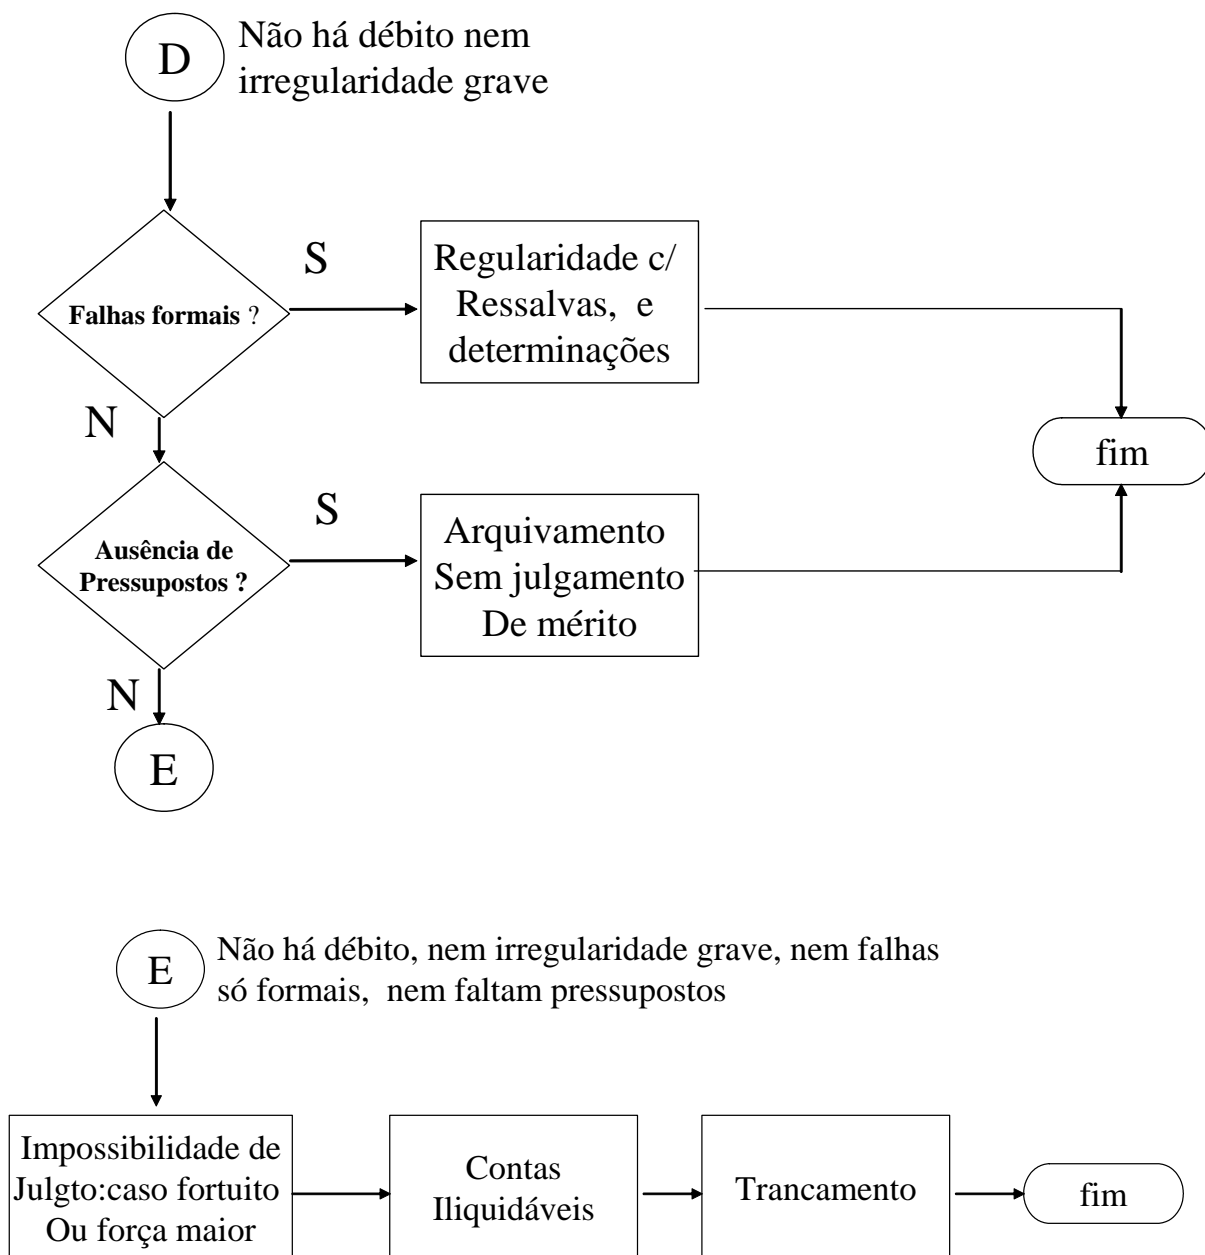 D
Não há débito nem
irregularidade grave
Falhas formais ?
S
Regularidade c/
Ressalvas, e
determinações
fim
N
Ausência de
Pressupostos ?
S
Arquivamento
Sem julgamento
De mérito
N
E
E
Não há débito, nem irregularidade grave, nem falhas
só formais, nem faltam pressupostos
Impossibilidade de
Julgto:caso fortuito
Ou força maior
Contas
Iliquidáveis
Trancamento
fim